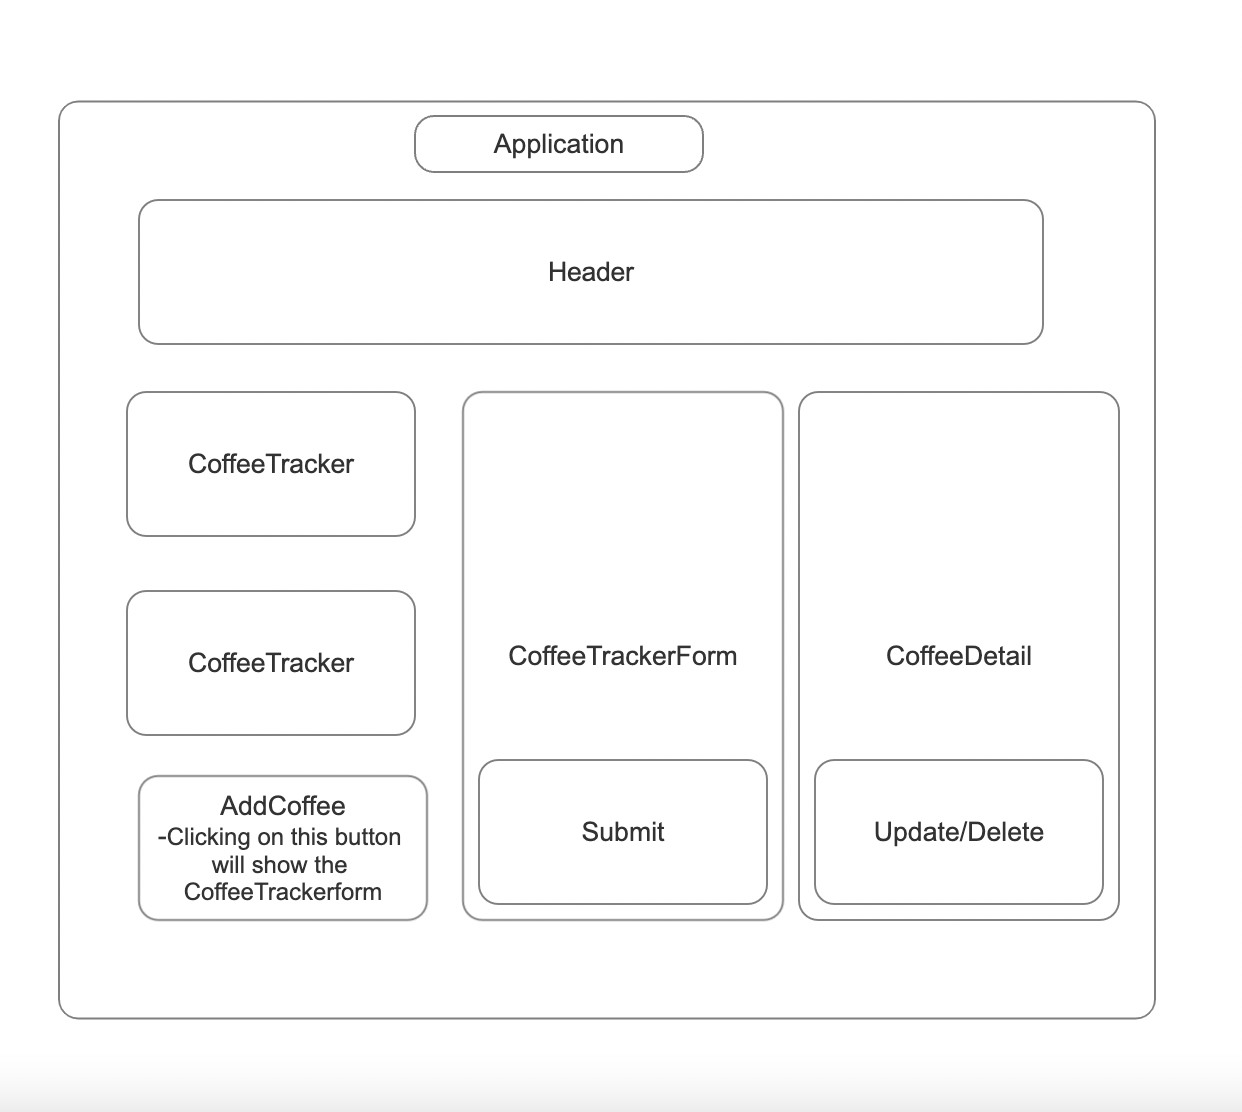 Application
Header
CoffeeTracker
CoffeeTracker
AddCoffee
-Clicking on this button
will show the
CoffeeTrackerform
CoffeeTrackerForm
Submit
CoffeeDetail
Update/Delete